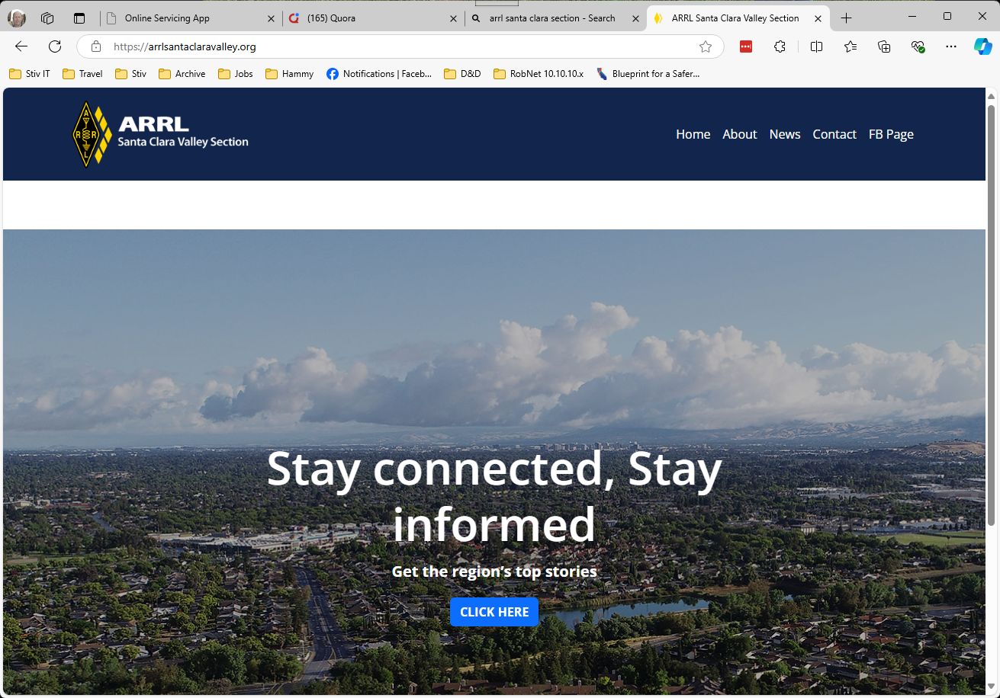 Online Servicing App
(165) Quora
arrl santa clara section - Search
ARRL Santa Clara Valley Section
https://arrlsantaclaravalley.org
Stiv IT
Travel
Stiv
Archive
Jobs
Hammy
Notifications | Faceb...
D&D
RobNet 10.10.10.x
Blueprint for a Safer...
A
R R
L
ARRL
Santa Clara Valley Section
Home
About
News
Contact
FB Page
Stay connected, Stay
informed
Get the region's top stories
CLICK HERE